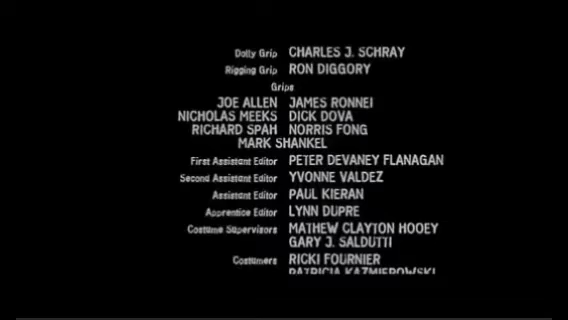 Dolly Grip CHARLES J. SCHRAY
Rigging Grip RON DIGGORY
Grips
JOE ALLEN JAMES RONNEI
NICHOLAS MEEKS DICK DOVA
RICHARD SPAH NORRIS FONG
MARK SHANKEL
First Assistant Editor PETER DEVANEY FLANAGAN
Second Assistant Editor YVONNE VALDEZ
Assistant Editor PAUL KIERAN
Apprentice Editor LYNN DUPRE
Costume Supervisors MATHEW CLAYTON HOOEY
GARY J. SALDUTTI
Costumers RICKI FOURNIER
PATRICIA KAZMIEROWSKI